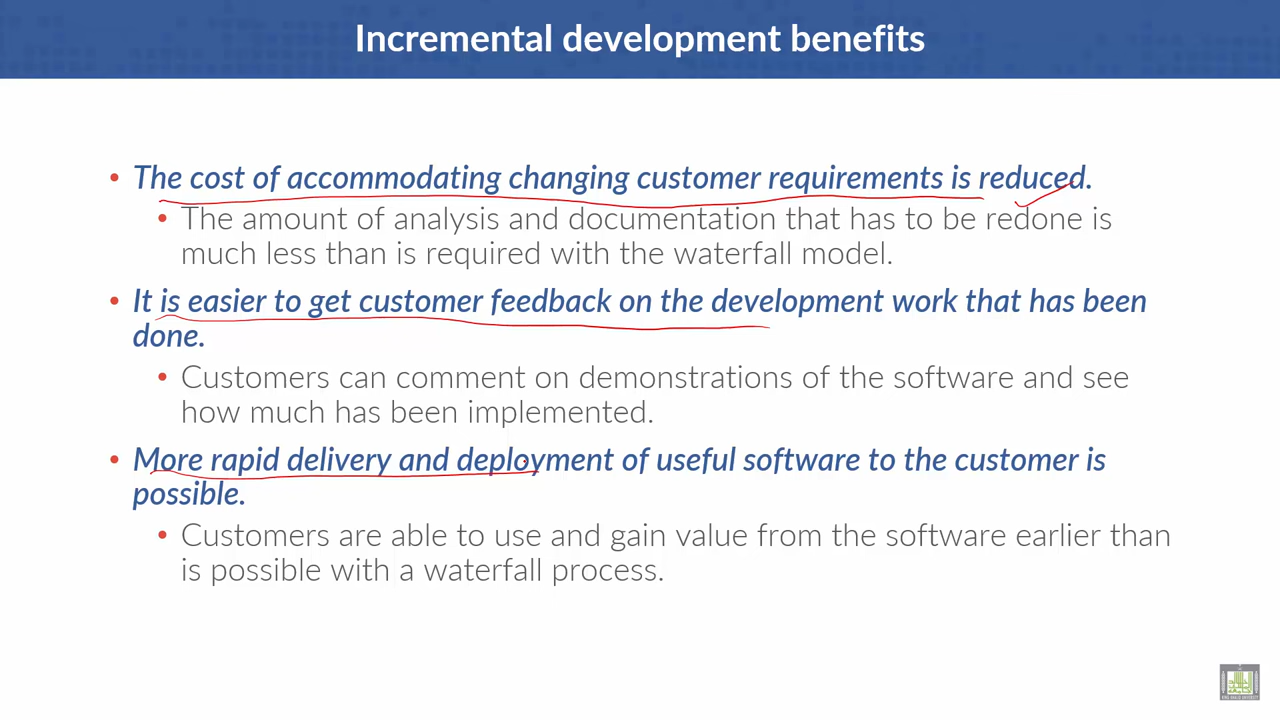 Incremental development benefits
• The cost of accommodating changing customer requirements is reduced.
• The amount of analysis and documentation that has to be redone is
much less than is required with the waterfall model.
• It is easier to get customer feedback on the development work that has been
done.
• Customers can comment on demonstrations of the software and see
how much has been implemented.
• More rapid delivery and deployment of useful software to the customer is
possible.
• Customers are able to use and gain value from the software earlier than
is possible with a waterfall process.